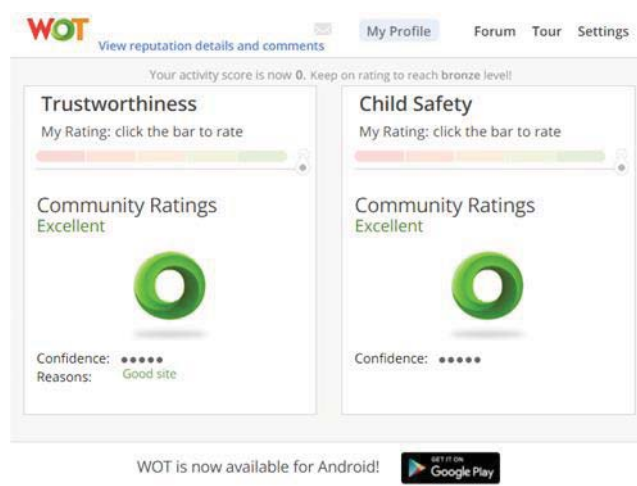 WOT
View reputation details and comments
My Profile
Forum
Tour
Settings
Your activity score is now 0. Keep on rating to reach bronze level!
Trustworthiness
My Rating: click the bar to rate
Community Ratings
Excellent
Confidence:
Reasons: Good site
Child Safety
My Rating: click the bar to rate
Community Ratings
Excellent
Confidence:
WOT is now available for Android!
GET IT ON
Google Play